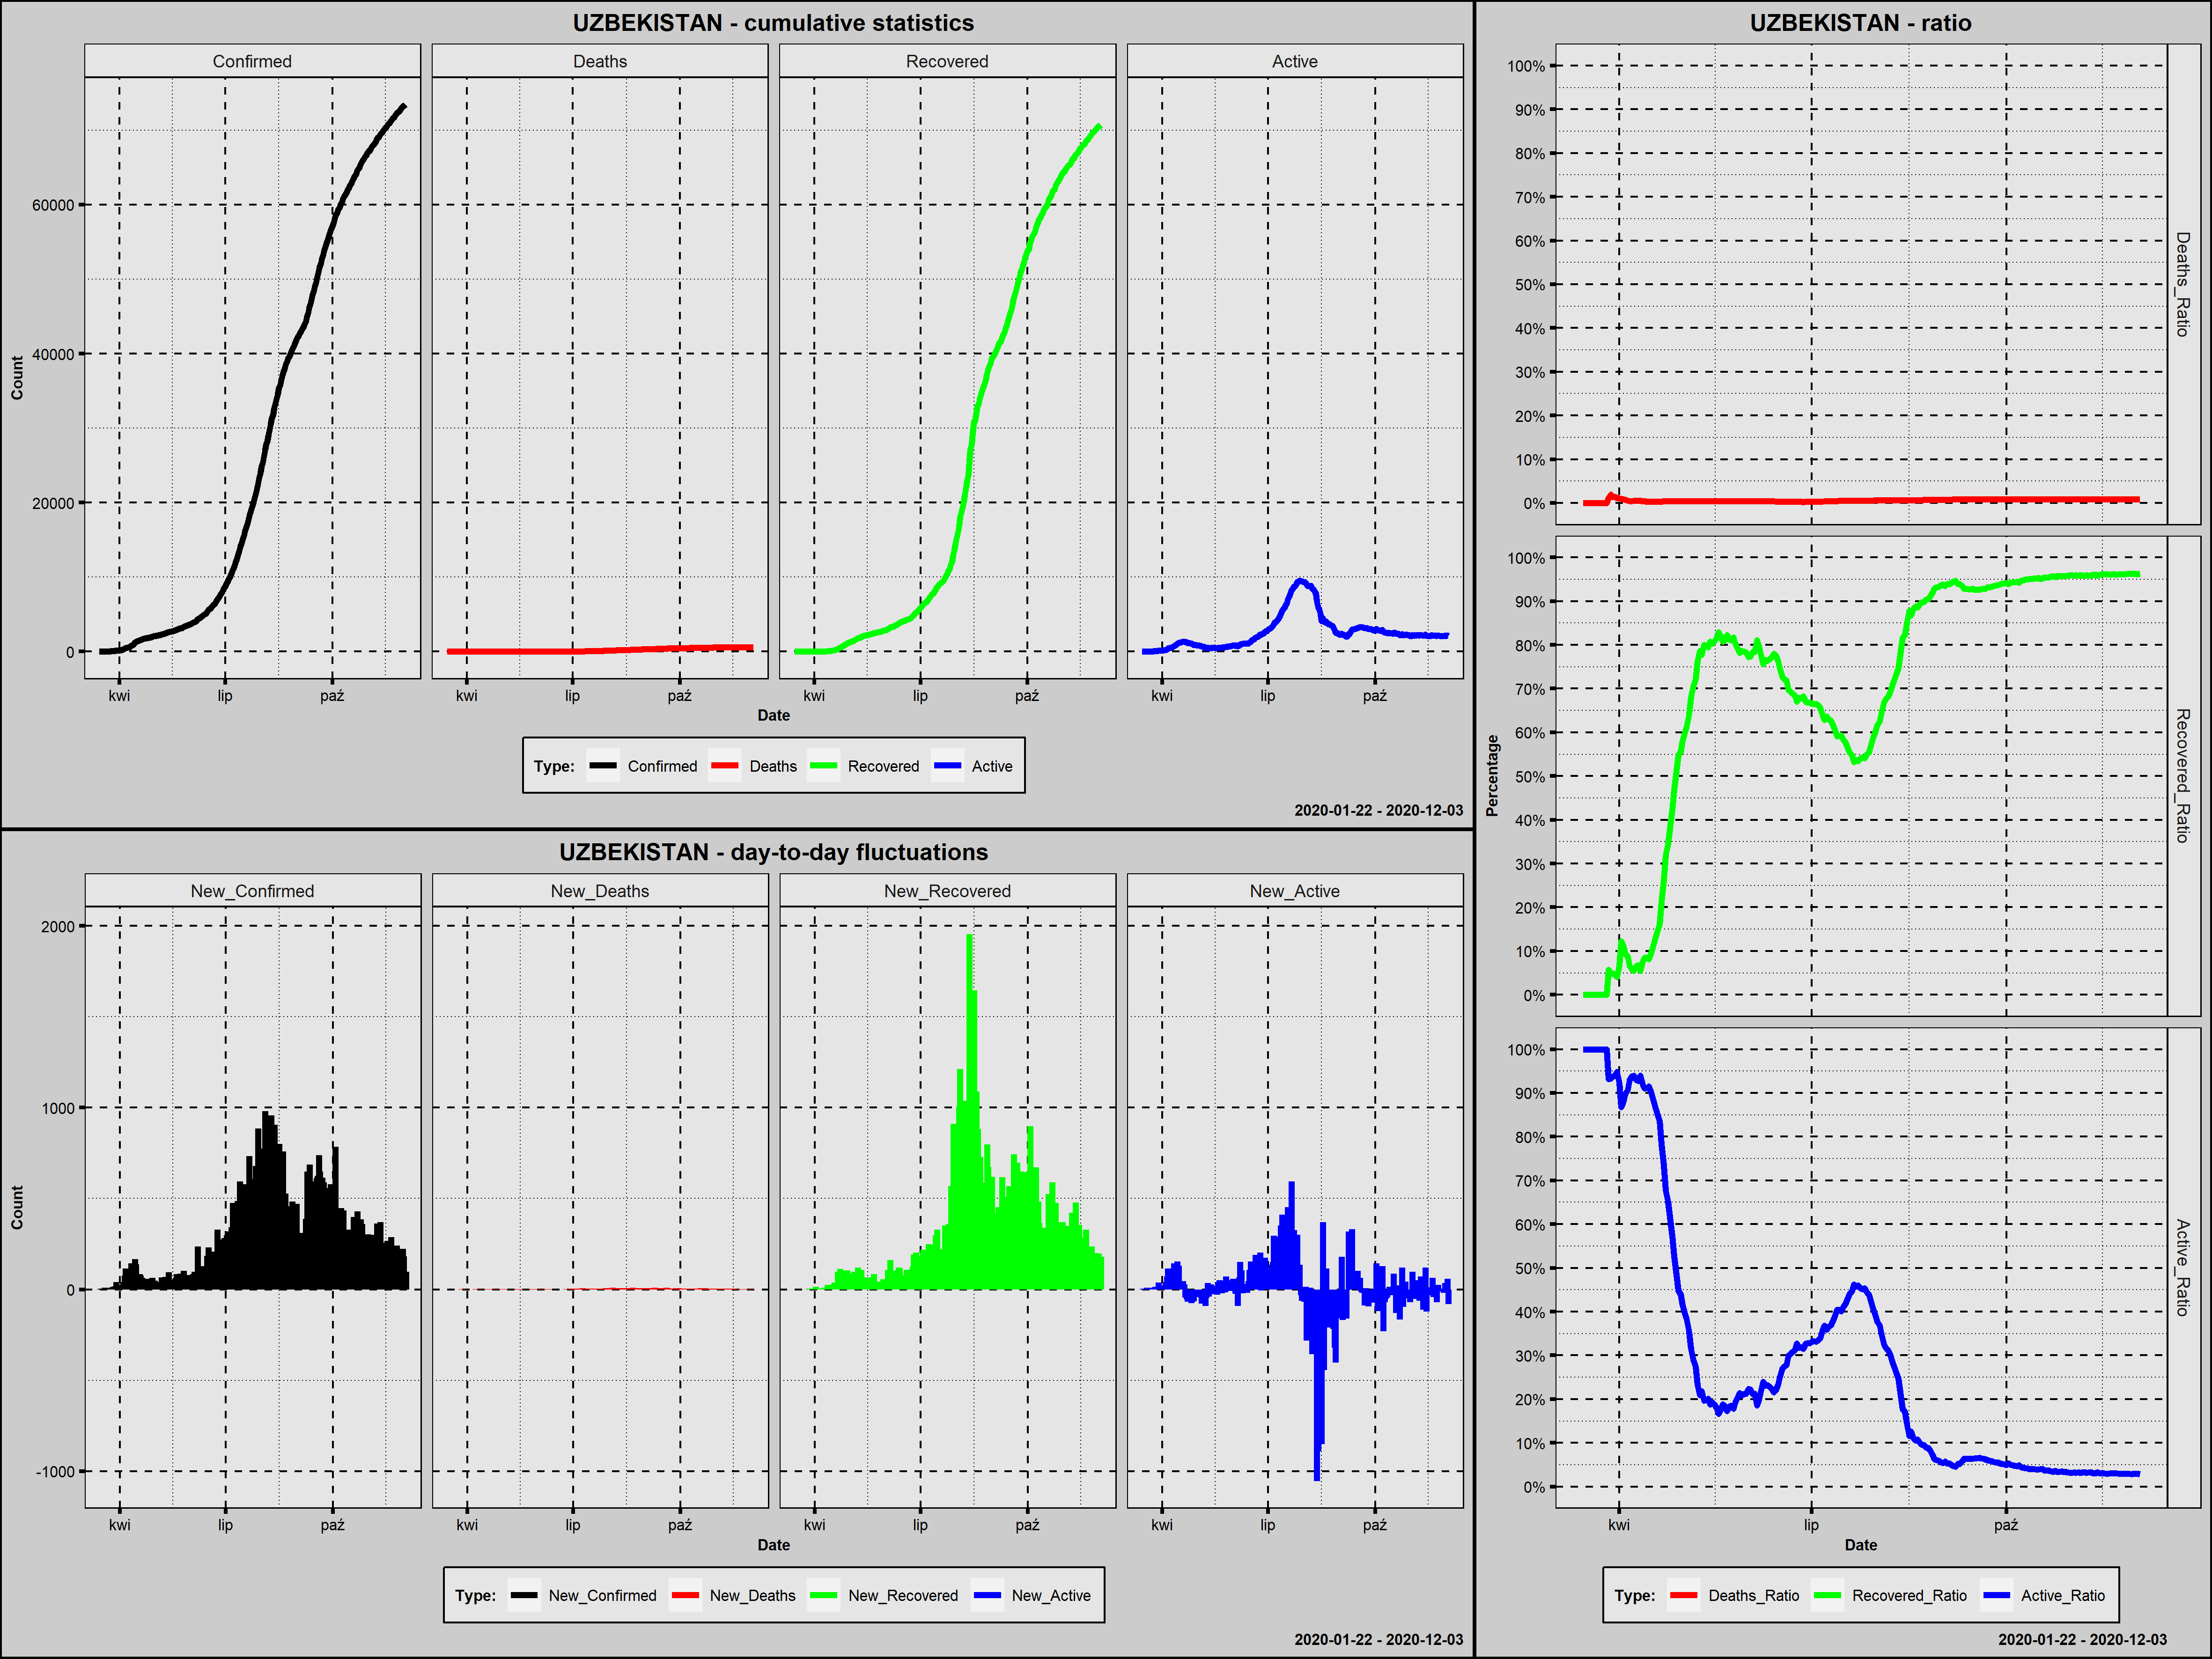 UZBEKISTAN - cumulative statistics
Confirmed Deaths Recovered Active
Count
60000
40000
20000
0
kwi lip paź kwi lip paź kwi lip paź kwi lip paź
Date
Type: Confirmed Deaths Recovered Active
2020-01-22 - 2020-12-03
UZBEKISTAN - day-to-day fluctuations
New_Confirmed New_Deaths New_Recovered New_Active
Count
2000
1000
0
-1000
kwi lip paź kwi lip paź kwi lip paź kwi lip paź
Date
Type: New_Confirmed New_Deaths New_Recovered New_Active
2020-01-22 - 2020-12-03
UZBEKISTAN - ratio
Percentage
100%
90%
80%
70%
60%
50%
40%
30%
20%
10%
0%
Deaths_Ratio
100%
90%
80%
70%
60%
50%
40%
30%
20%
10%
0%
Recovered_Ratio
100%
90%
80%
70%
60%
50%
40%
30%
20%
10%
0%
Active_Ratio
kwi lip paź
Date
Type: Deaths_Ratio Recovered_Ratio Active_Ratio
2020-01-22 - 2020-12-03